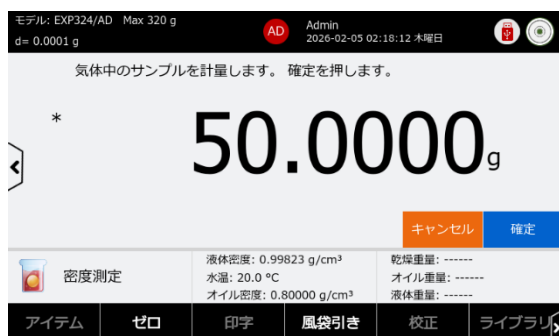 モデル: EXP324/AD Max 320 g
d= 0.0001 g
AD
Admin
2026-02-05 02:18:12 木曜日
気体中のサンプルを計量します。 確定を押します。
*
50.0000 g
キャンセル
確定
密度測定
液体密度: 0.99823 g/cm³
水温: 20.0 °C
オイル密度: 0.80000 g/cm³
乾燥重量: ------
オイル重量: ------
液体重量: ------
アイテム
ゼロ
印字
風袋引き
校正
ライブラリ